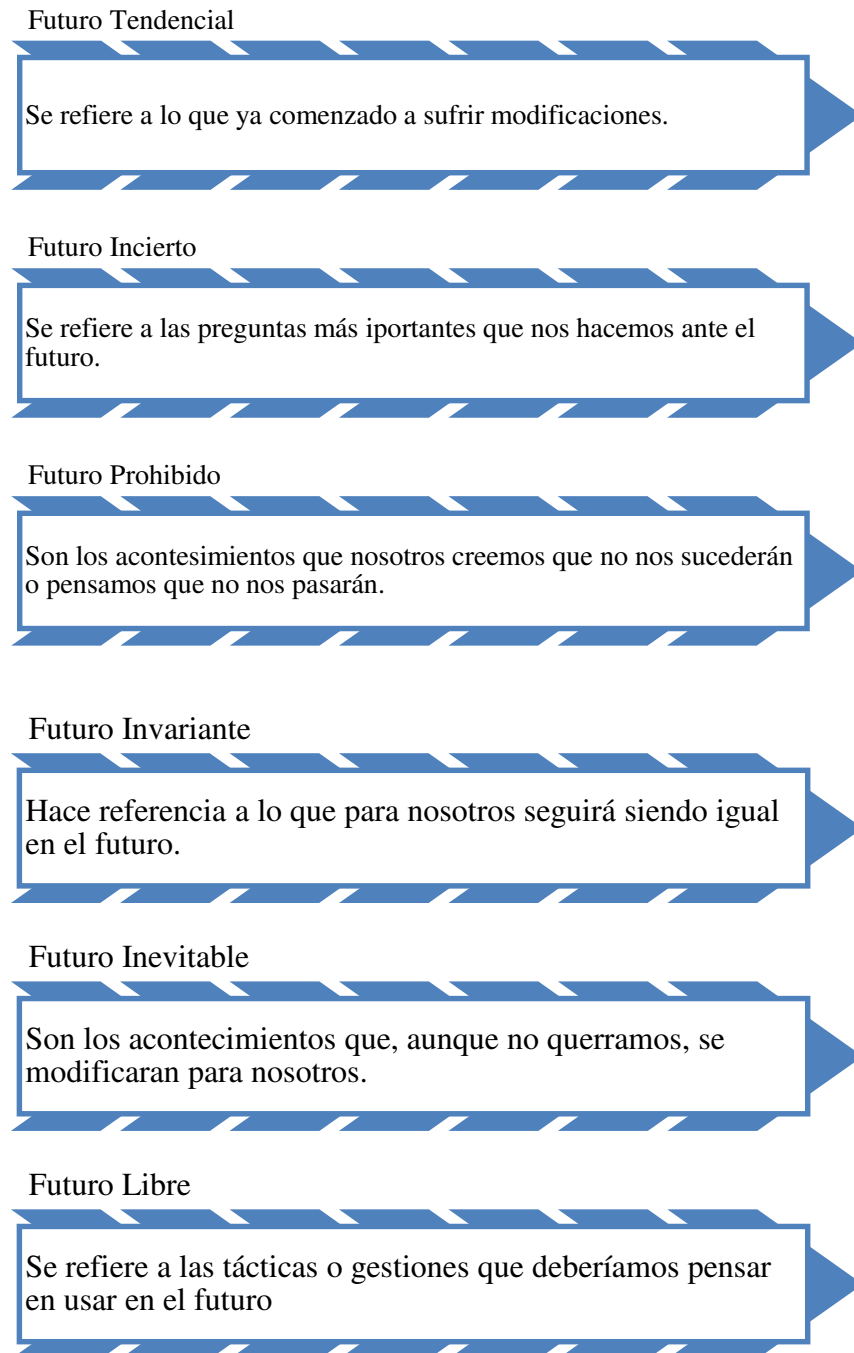 Futuro Tendencial
Se refiere a lo que ya comenzado a sufrir modificaciones.
Futuro Incierto
Se refiere a las preguntas más iportantes que nos hacemos ante el
futuro.
Futuro Prohibido
Son los acontesimientos que nosotros creemos que no nos sucederán
o pensamos que no nos pasarán.
Futuro Invariante
Hace referencia a lo que para nosotros seguirá siendo igual
en el futuro.
Futuro Inevitable
Son los acontecimientos que, aunque no querramos, se
modificaran para nosotros.
Futuro Libre
Se refiere a las tácticas o gestiones que deberíamos pensar
en usar en el futuro